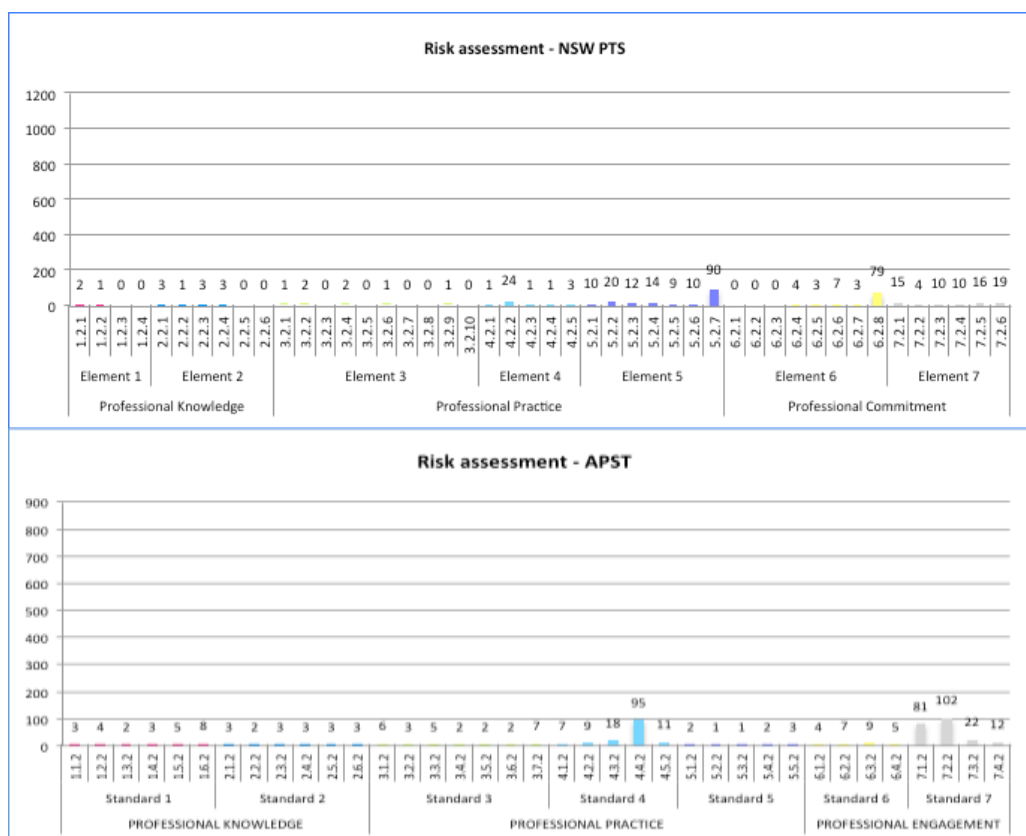 Risk assessment - NSW PTS
1200
1000
800
600
400
200
0
2 1 0 0 3 1 3 3 0 0 1 2 0 2 0 1 0 0 1 0 1 24 1 1 3 10 20 12 14 9 10 90 0 0 0 4 3 7 3 79 15 4 10 10 16 19
1.2.1 1.2.2 1.2.3 1.2.4 2.2.1 2.2.2 2.2.3 2.2.4 2.2.5 2.2.6 3.2.1 3.2.2 3.2.3 3.2.4 3.2.5 3.2.6 3.2.7 3.2.8 3.2.9 3.2.10 4.2.1 4.2.2 4.2.3 4.2.4 4.2.5 5.2.1 5.2.2 5.2.3 5.2.4 5.2.5 5.2.6 5.2.7 6.2.1 6.2.2 6.2.3 6.2.4 6.2.5 6.2.6 6.2.7 6.2.8 7.2.1 7.2.2 7.2.3 7.2.4 7.2.5 7.2.6
Element 1 Element 2 Element 3 Element 4 Element 5 Element 6 Element 7
Professional Knowledge Professional Practice Professional Commitment
Risk assessment - APST
900
800
700
600
500
400
300
200
100
0
3 4 2 3 5 8 3 2 3 3 3 3 6 3 5 2 2 2 7 7 9 18 95 11 2 1 1 2 3 4 7 9 5 81 102 22 12
1.1.2 1.2.2 1.3.2 1.4.2 1.5.2 1.6.2 2.1.2 2.2.2 2.3.2 2.4.2 2.5.2 2.6.2 3.1.2 3.2.2 3.3.2 3.4.2 3.5.2 3.6.2 3.7.2 4.1.2 4.2.2 4.3.2 4.4.2 4.5.2 5.1.2 5.2.2 5.3.2 5.4.2 5.5.2 6.1.2 6.2.2 6.3.2 6.4.2 7.1.2 7.2.2 7.3.2 7.4.2
Standard 1 Standard 2 Standard 3 Standard 4 Standard 5 Standard 6 Standard 7
PROFESSIONAL KNOWLEDGE PROFESSIONAL PRACTICE PROFESSIONAL ENGAGEMENT